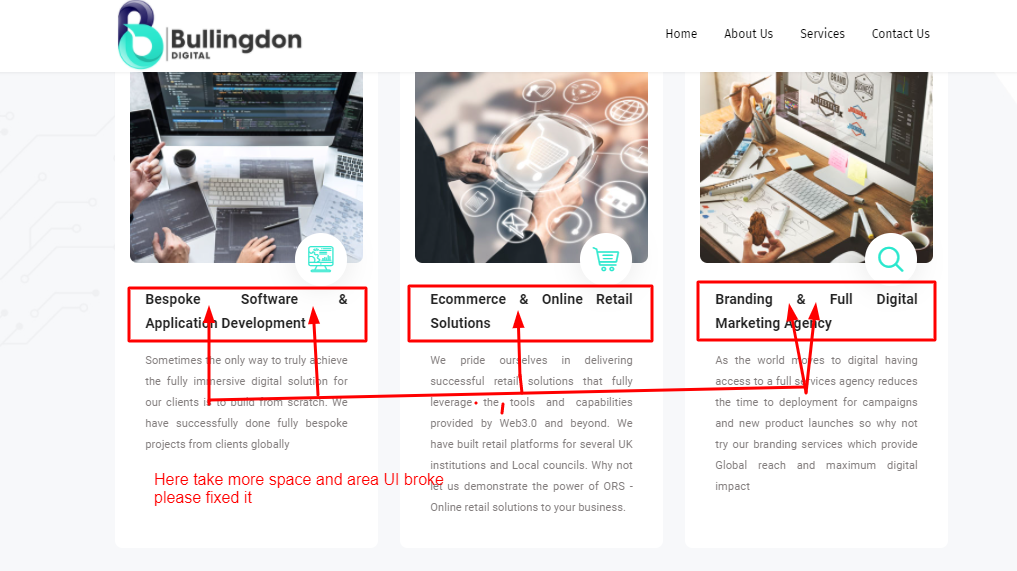 Bullingdon
DIGITAL
Home About Us Services Contact Us
BRAND
Bespoke Software &
Application Development
Sometimes the only way to truly achieve
the fully immersive digital solution for
our clients is to build from scratch. We
have successfully done fully bespoke
projects from clients globally
Ecommerce & Online Retail
Solutions
We pride ourselves in delivering
successful retail solutions that fully
leverage the tools and capabilities
provided by Web3.0 and beyond. We
have built retail platforms for several UK
institutions and Local councils. Why not
let us demonstrate the power of ORS -
Online retail solutions to your business.
Branding & Full Digital
Marketing Agency
As the world moves to digital having
access to a full services agency reduces
the time to deployment for campaigns
and new product launches so why not
try our branding services which provide
Global reach and maximum digital
impact
Here take more space and area UI broke
please fixed it